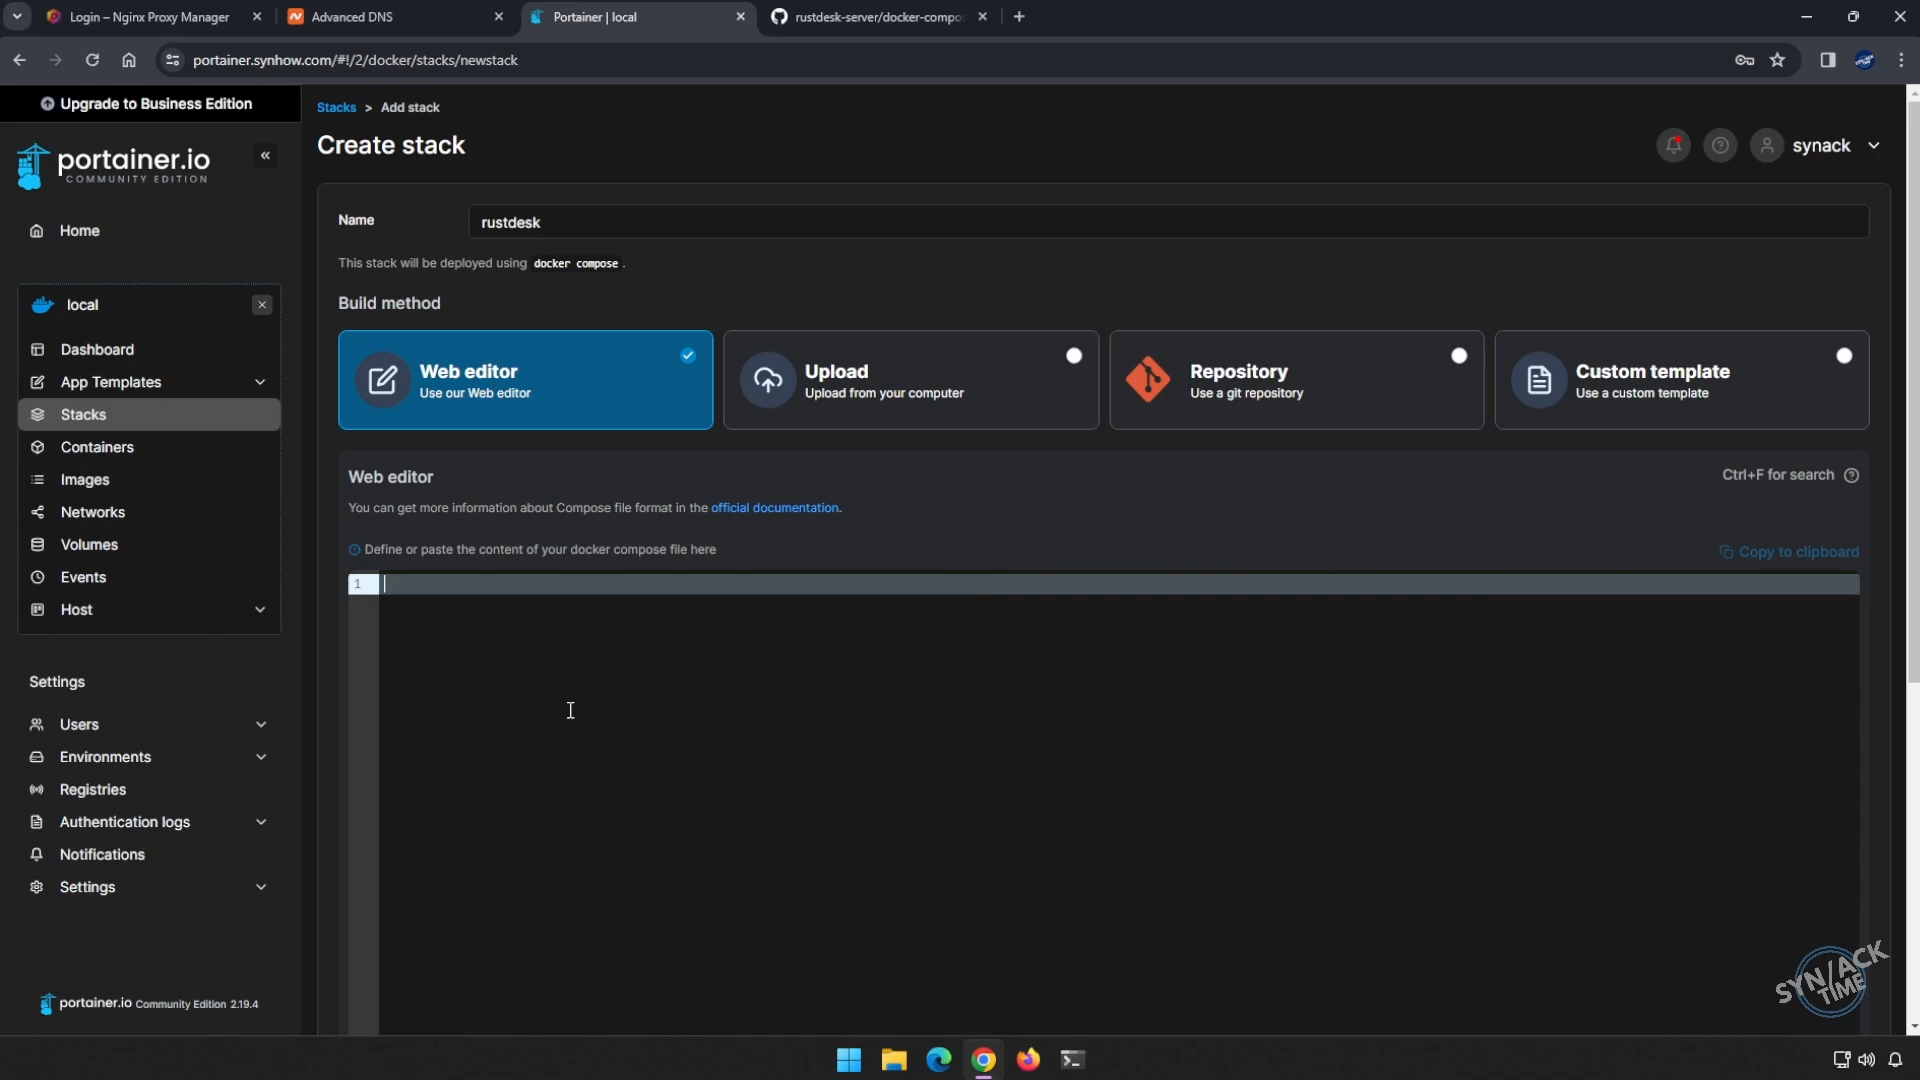 Login – Nginx Proxy Manager
Advanced DNS
Portainer | local
rustdesk-server/docker-compo
portainer.synhow.com/#!/2/docker/stacks/newstack
Upgrade to Business Edition
portainer.io
COMMUNITY EDITION
Home
local
Dashboard
App Templates
Stacks
Containers
Images
Networks
Volumes
Events
Host
Settings
Users
Environments
Registries
Authentication logs
Notifications
Settings
portainer.io Community Edition 2.19.4
Stacks > Add stack
Create stack
synack
Name
rustdesk
This stack will be deployed using docker compose .
Build method
Web editor
Use our Web editor
Upload
Upload from your computer
Repository
Use a git repository
Custom template
Use a custom template
Web editor
Ctrl+F for search
You can get more information about Compose file format in the official documentation.
Define or paste the content of your docker compose file here
Copy to clipboard
1
SYN/ACK
TIME